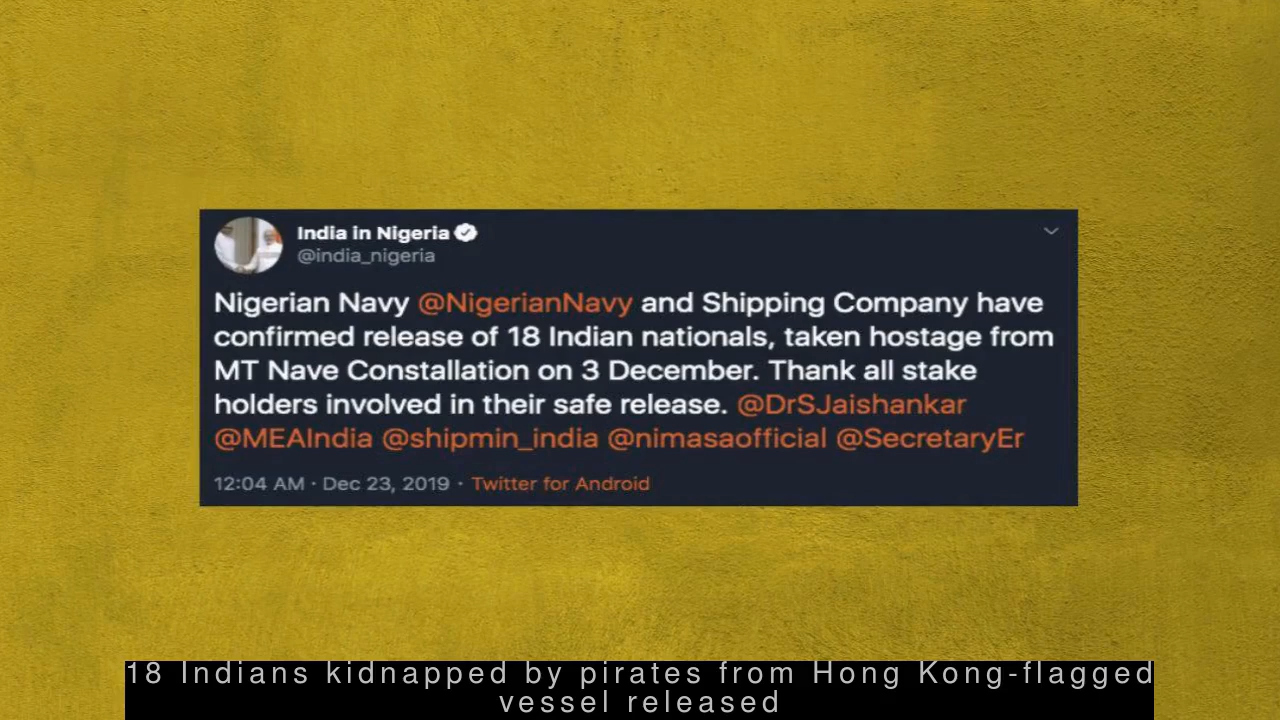 India in Nigeria
@india_nigeria
Nigerian Navy @NigerianNavy and Shipping Company have
confirmed release of 18 Indian nationals, taken hostage from
MT Nave Constallation on 3 December. Thank all stake
holders involved in their safe release. @DrSJaishankar
@MEAIndia @shipmin_india @nimasaofficial @SecretaryEr
12:04 AM · Dec 23, 2019 · Twitter for Android
18 Indians kidnapped by pirates from Hong Kong-flagged
vessel released